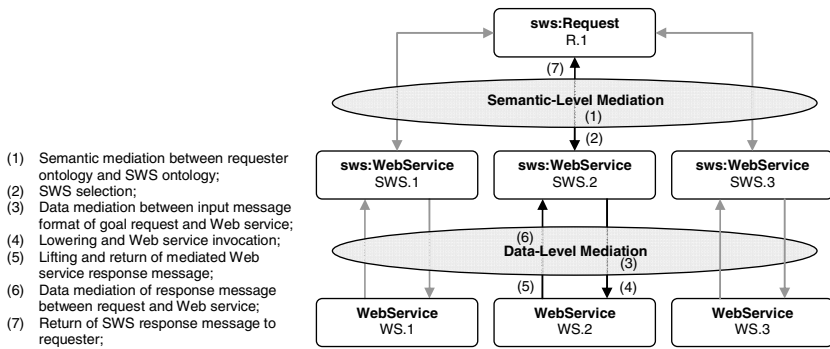 sws:Request
R.1
(7)
Semantic-Level Mediation
(1)
(2)
(1) Semantic mediation between requester
ontology and SWS ontology;
(2) SWS selection;
(3) Data mediation between input message
format of goal request and Web service;
(4) Lowering and Web service invocation;
(5) Lifting and return of mediated Web
service response message;
(6) Data mediation of response message
between request and Web service;
(7) Return of SWS response message to
requester;
sws:WebService
SWS.1
sws:WebService
SWS.2
sws:WebService
SWS.3
(6)
Data-Level Mediation
(3)
(5)
(4)
WebService
WS.1
WebService
WS.2
WebService
WS.3